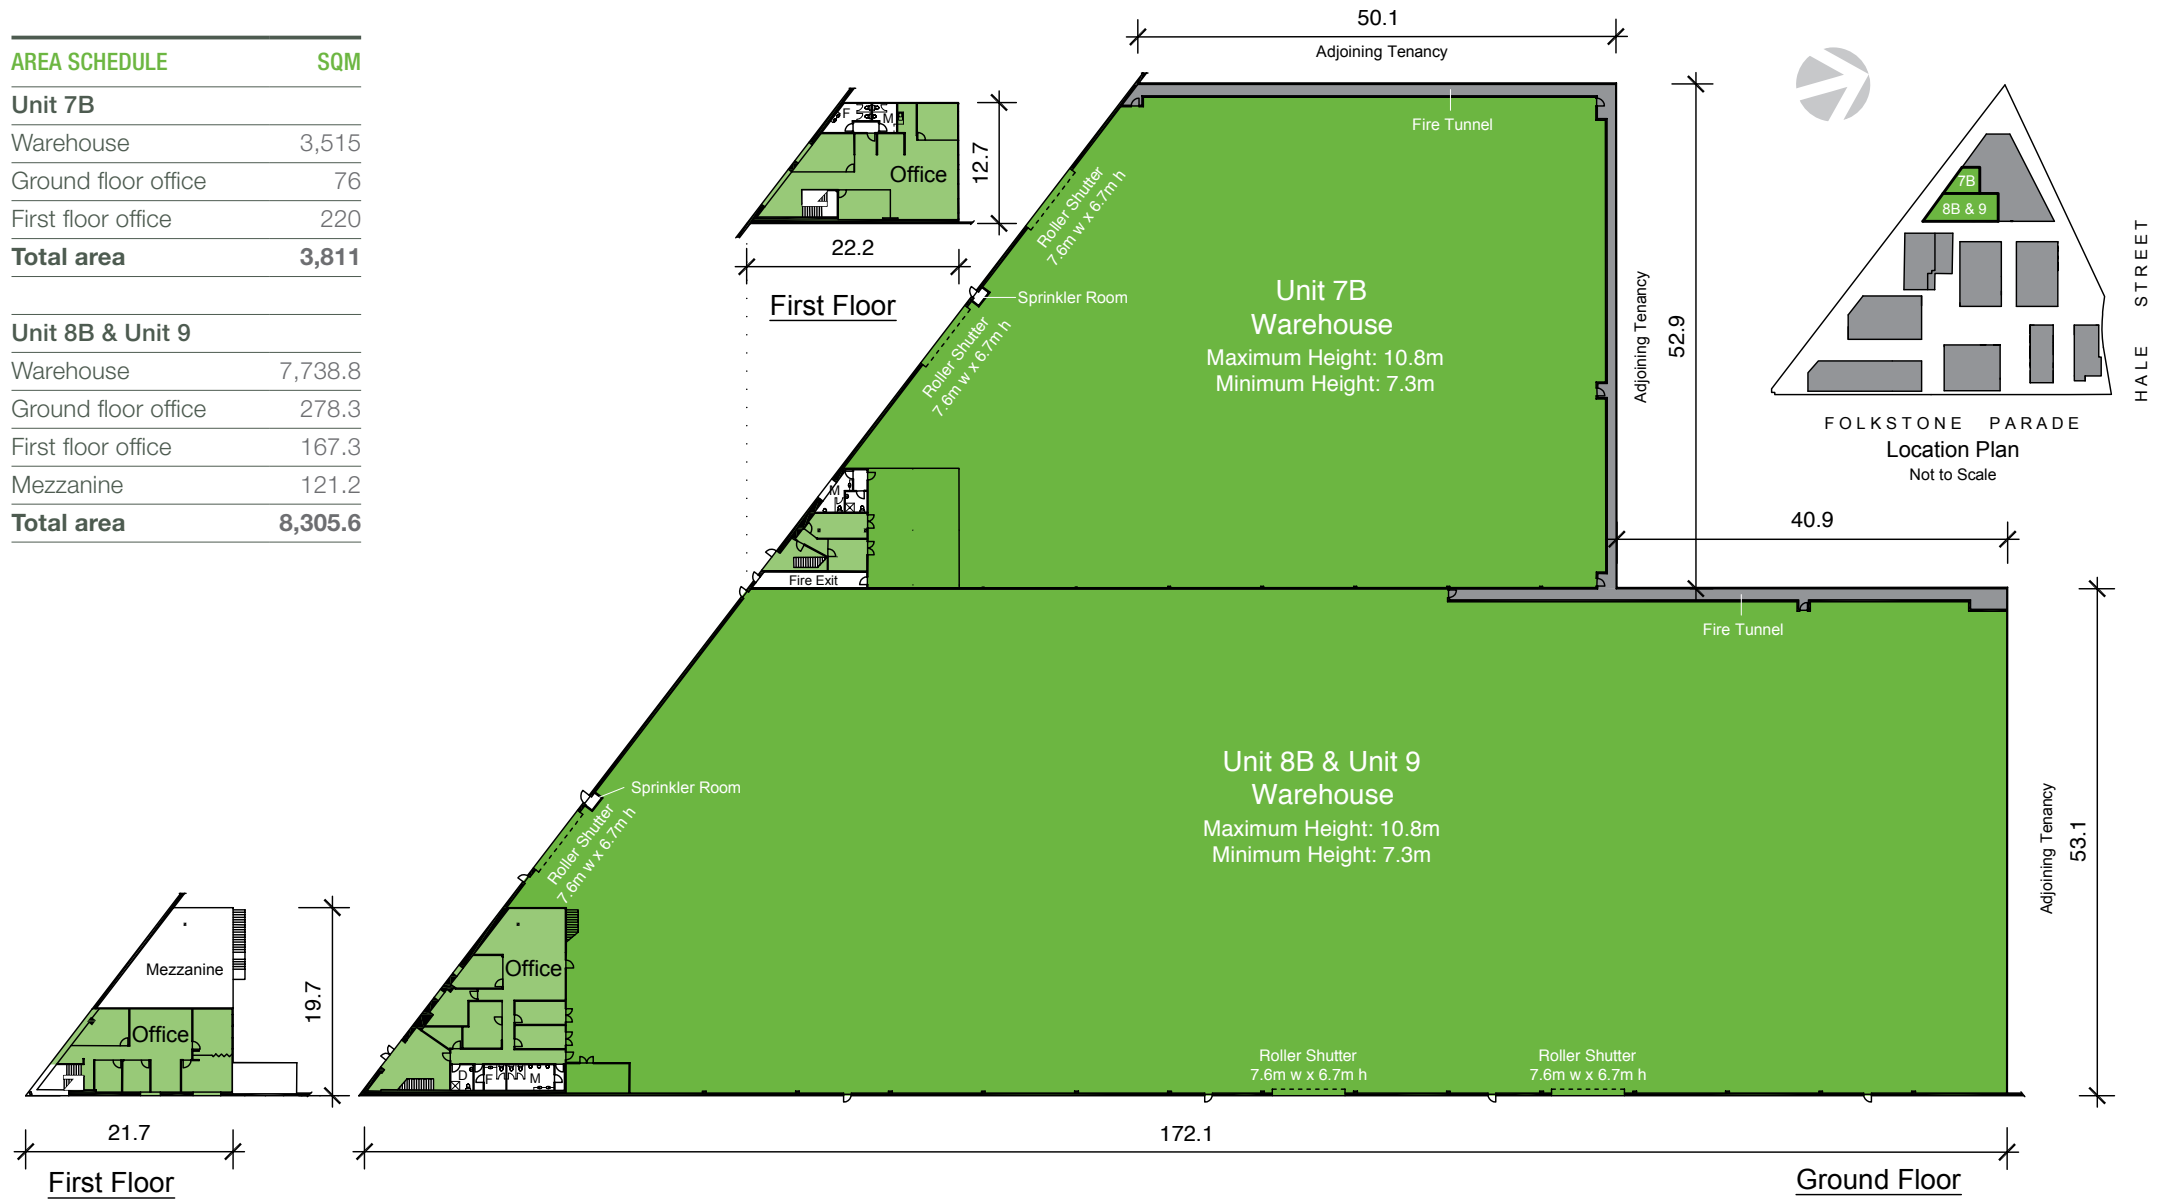 AREA SCHEDULE SQM
Unit 7B
Warehouse 3,515
Ground floor office 76
First floor office 220
Total area 3,811
Unit 8B & Unit 9
Warehouse 7,738.8
Ground floor office 278.3
First floor office 167.3
Mezzanine 121.2
Total area 8,305.6
50.1
Adjoining Tenancy
Fire Tunnel
F
M
Office
12.7
22.2
First Floor
Roller Shutter
7.6m w x 6.7m h
Sprinkler Room
Roller Shutter
7.6m w x 6.7m h
Unit 7B
Warehouse
Maximum Height: 10.8m
Minimum Height: 7.3m
Adjoining Tenancy
52.9
7B
8B & 9
HALE STREET
FOLKSTONE PARADE
Location Plan
Not to Scale
40.9
M
Fire Exit
Fire Tunnel
Sprinkler Room
Roller Shutter
7.6m w x 6.7m h
Unit 8B & Unit 9
Warehouse
Maximum Height: 10.8m
Minimum Height: 7.3m
Adjoining Tenancy
53.1
Mezzanine
Office
19.7
21.7
First Floor
Office
D
F
M
Roller Shutter
7.6m w x 6.7m h
Roller Shutter
7.6m w x 6.7m h
172.1
Ground Floor